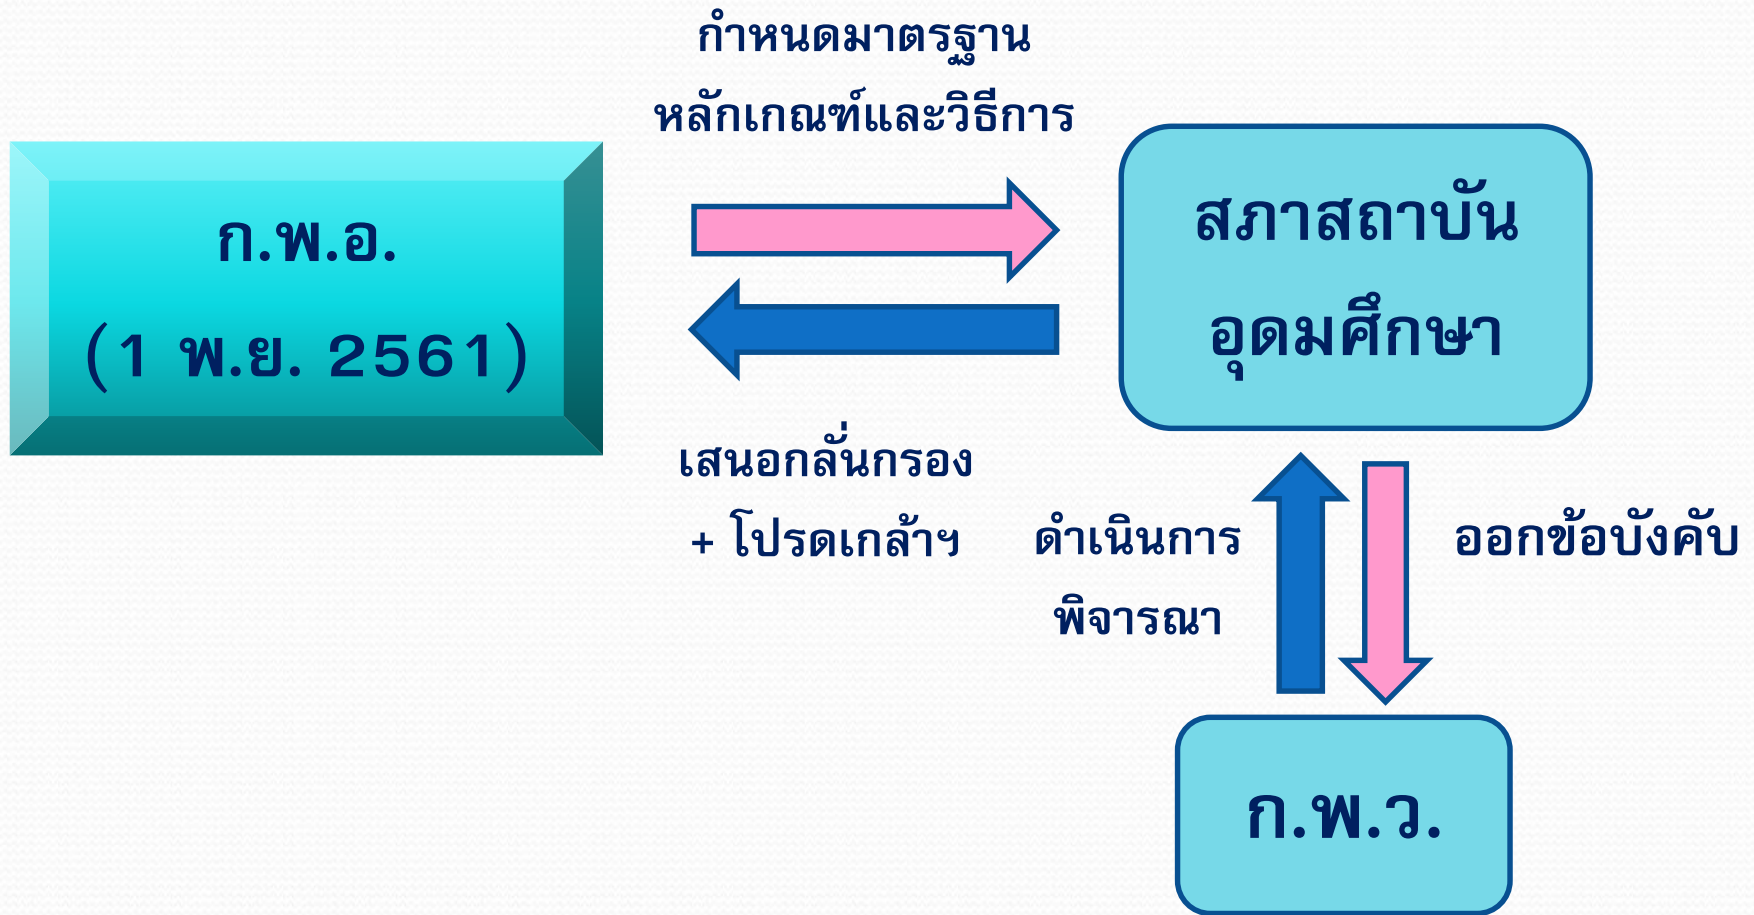 กำหนดมาตรฐาน
หลักเกณฑ์และวิธีการ
ก.พ.อ.
(1 พ.ย. 2561)
สภาสถาบัน
อุดมศึกษา
เสนอกลั่นกรอง
+ โปรดเกล้าฯ
ดำเนินการ
พิจารณา
ออกข้อบังคับ
ก.พ.ว.